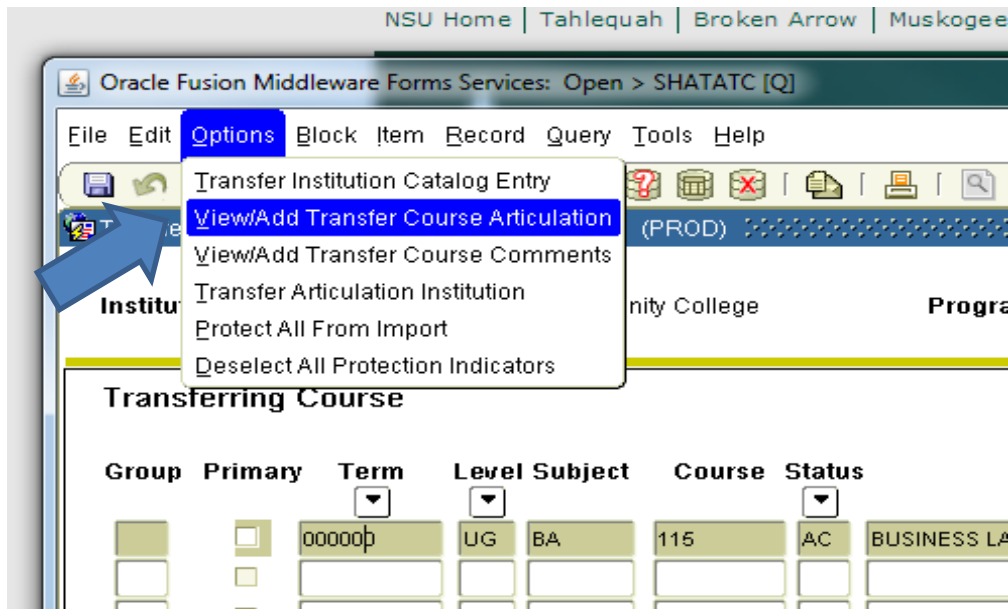 NSU Home | Tahlequah | Broken Arrow | Muskogee
Oracle Fusion Middleware Forms Services: Open > SHATATC [Q]
File Edit Options Block Item Record Query Tools Help
Transfer Institution Catalog Entry
View/Add Transfer Course Articulation (PROD)
View/Add Transfer Course Comments
Transfer Articulation Institution nity College Progra
Institu
Protect All From Import
Deselect All Protection Indicators
Transferring Course
Group Primary Term Level Subject Course Status
000000 UG BA 115 AC BUSINESS LA